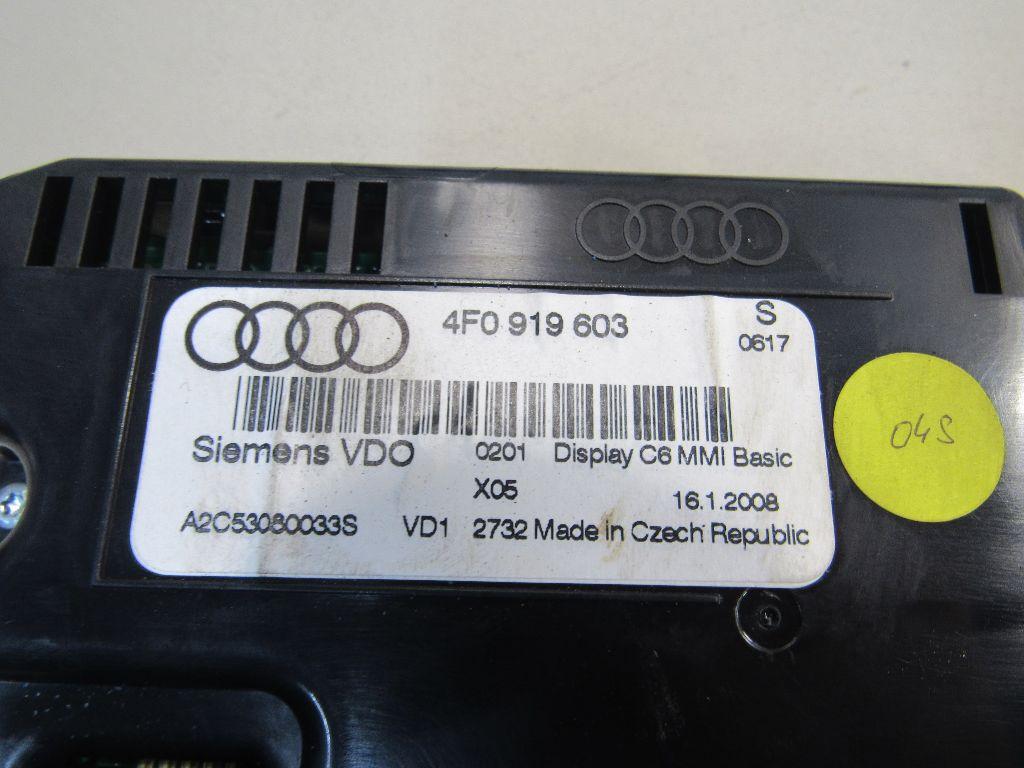 4F0 919 603
S
0617
Siemens VDO 0201 Display C6 MMI Basic
X05 16.1.2008
A2C53080033S VD1 2732 Made in Czech Republic
04S